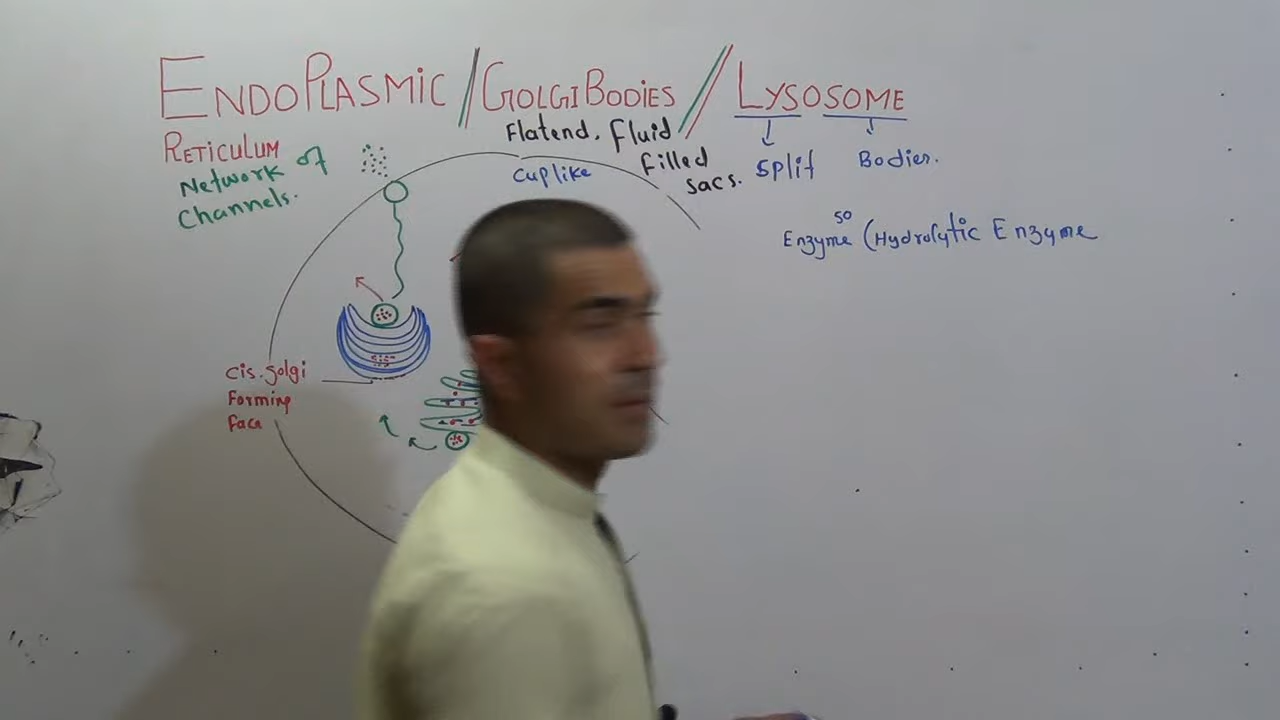 ENDOPLASMIC // GOLGI BODIES // LYSOSOME
RETICULUM
Network of
Channels.
Flatend. Fluid
Filled
Sacs.
Cuplike
Split
Bodies.
so
Enzyme (Hydrolytic Enzyme
cis. golgi
Forming
Face